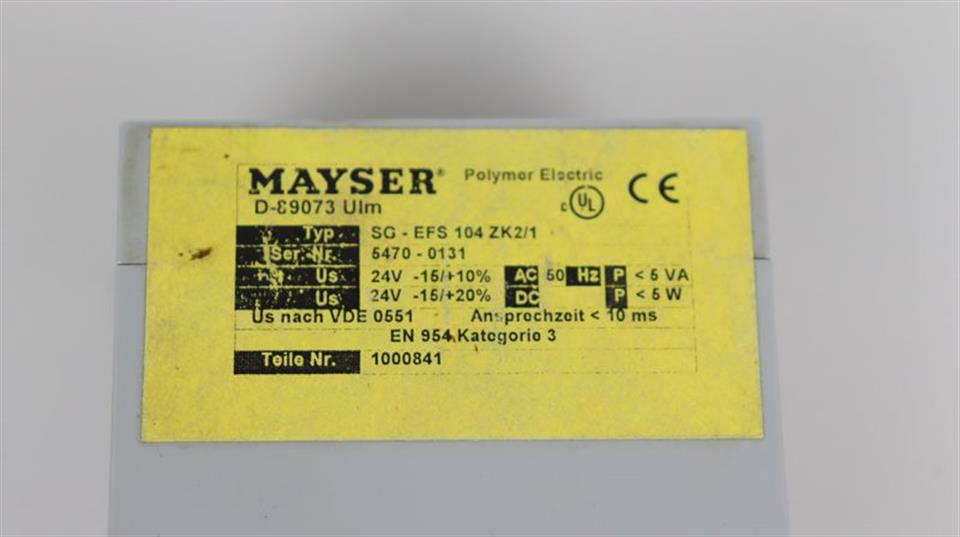 MAYSER® Polymer Electric
D-89073 Ulm
c UL CE
Typ SG - EFS 104 ZK2/1
Ser.-Nr. 5470 - 0131
Us 24V -15/+10% AC 50 Hz P < 5 VA
Us 24V -15/+20% DC P < 5 W
Us nach VDE 0551 Ansprechzeit < 10 ms
EN 954 Kategorie 3
Teile Nr. 1000841